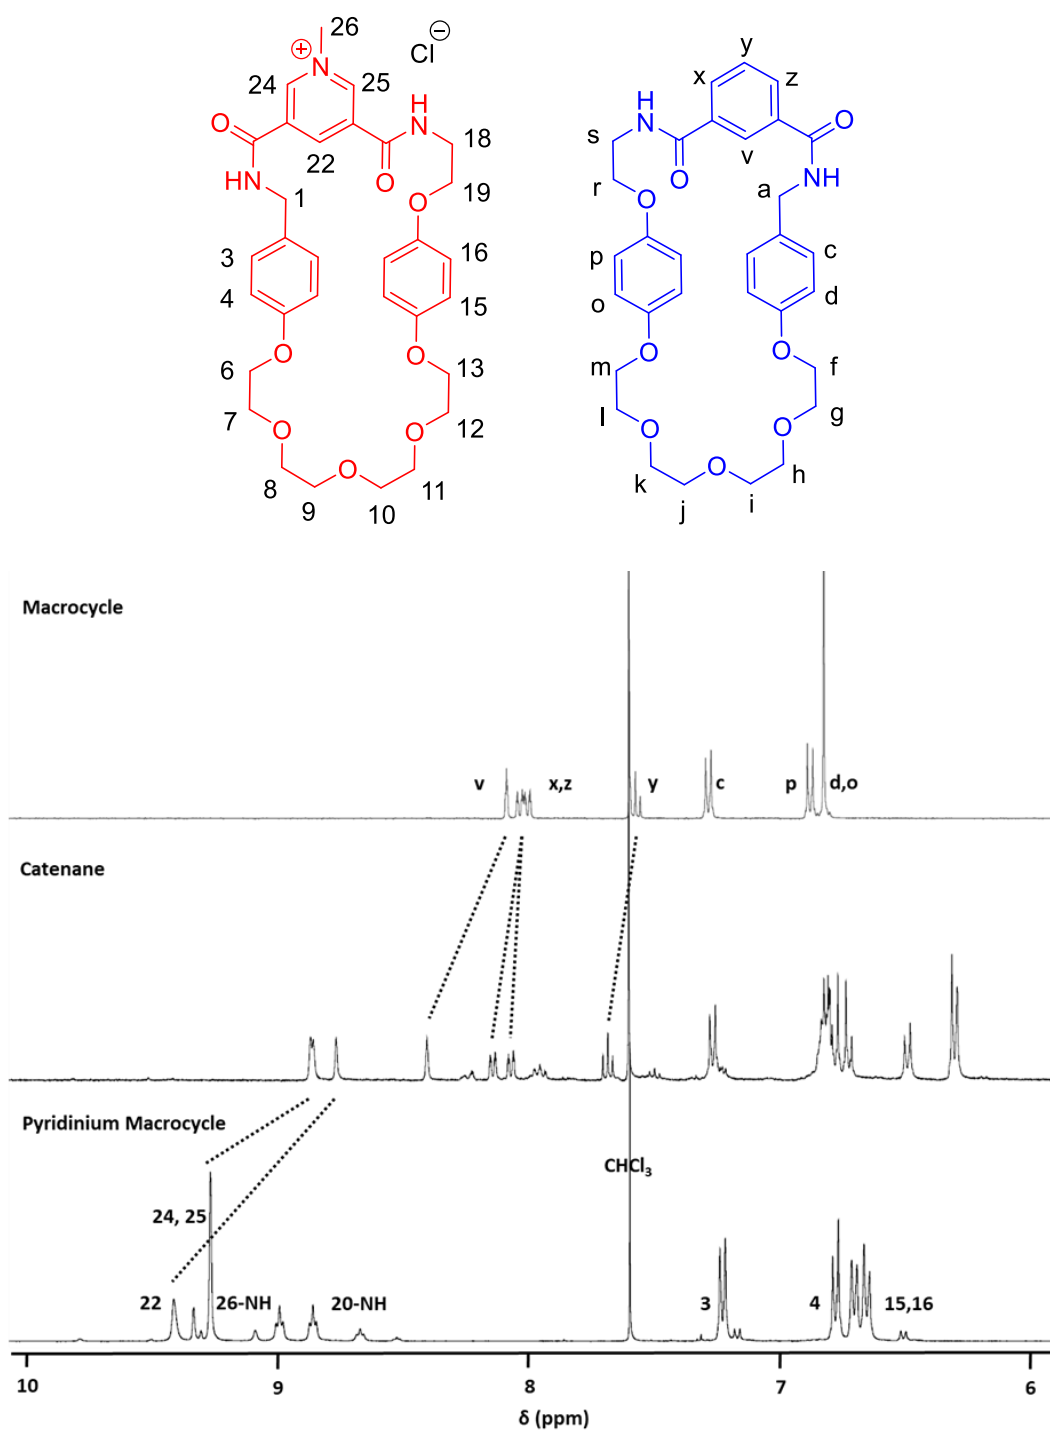 26
⊕
Cl⊖
N
24
25
O
H
N
22
18
HN
O
1
O
19
3
16
4
15
O
O
6
13
7
O
O
12
8
O
11
9
10
y
x
z
H
N
O
s
v
O
NH
r
O
a
p
c
o
d
O
O
m
f
l
O
O
g
k
O
h
j
i
Macrocycle
v
x,z
y
c
p
d,o
Catenane
Pyridinium Macrocycle
CHCl₃
24, 25
22
26-NH
20-NH
3
4
15,16
10
9
8
7
6
δ (ppm)